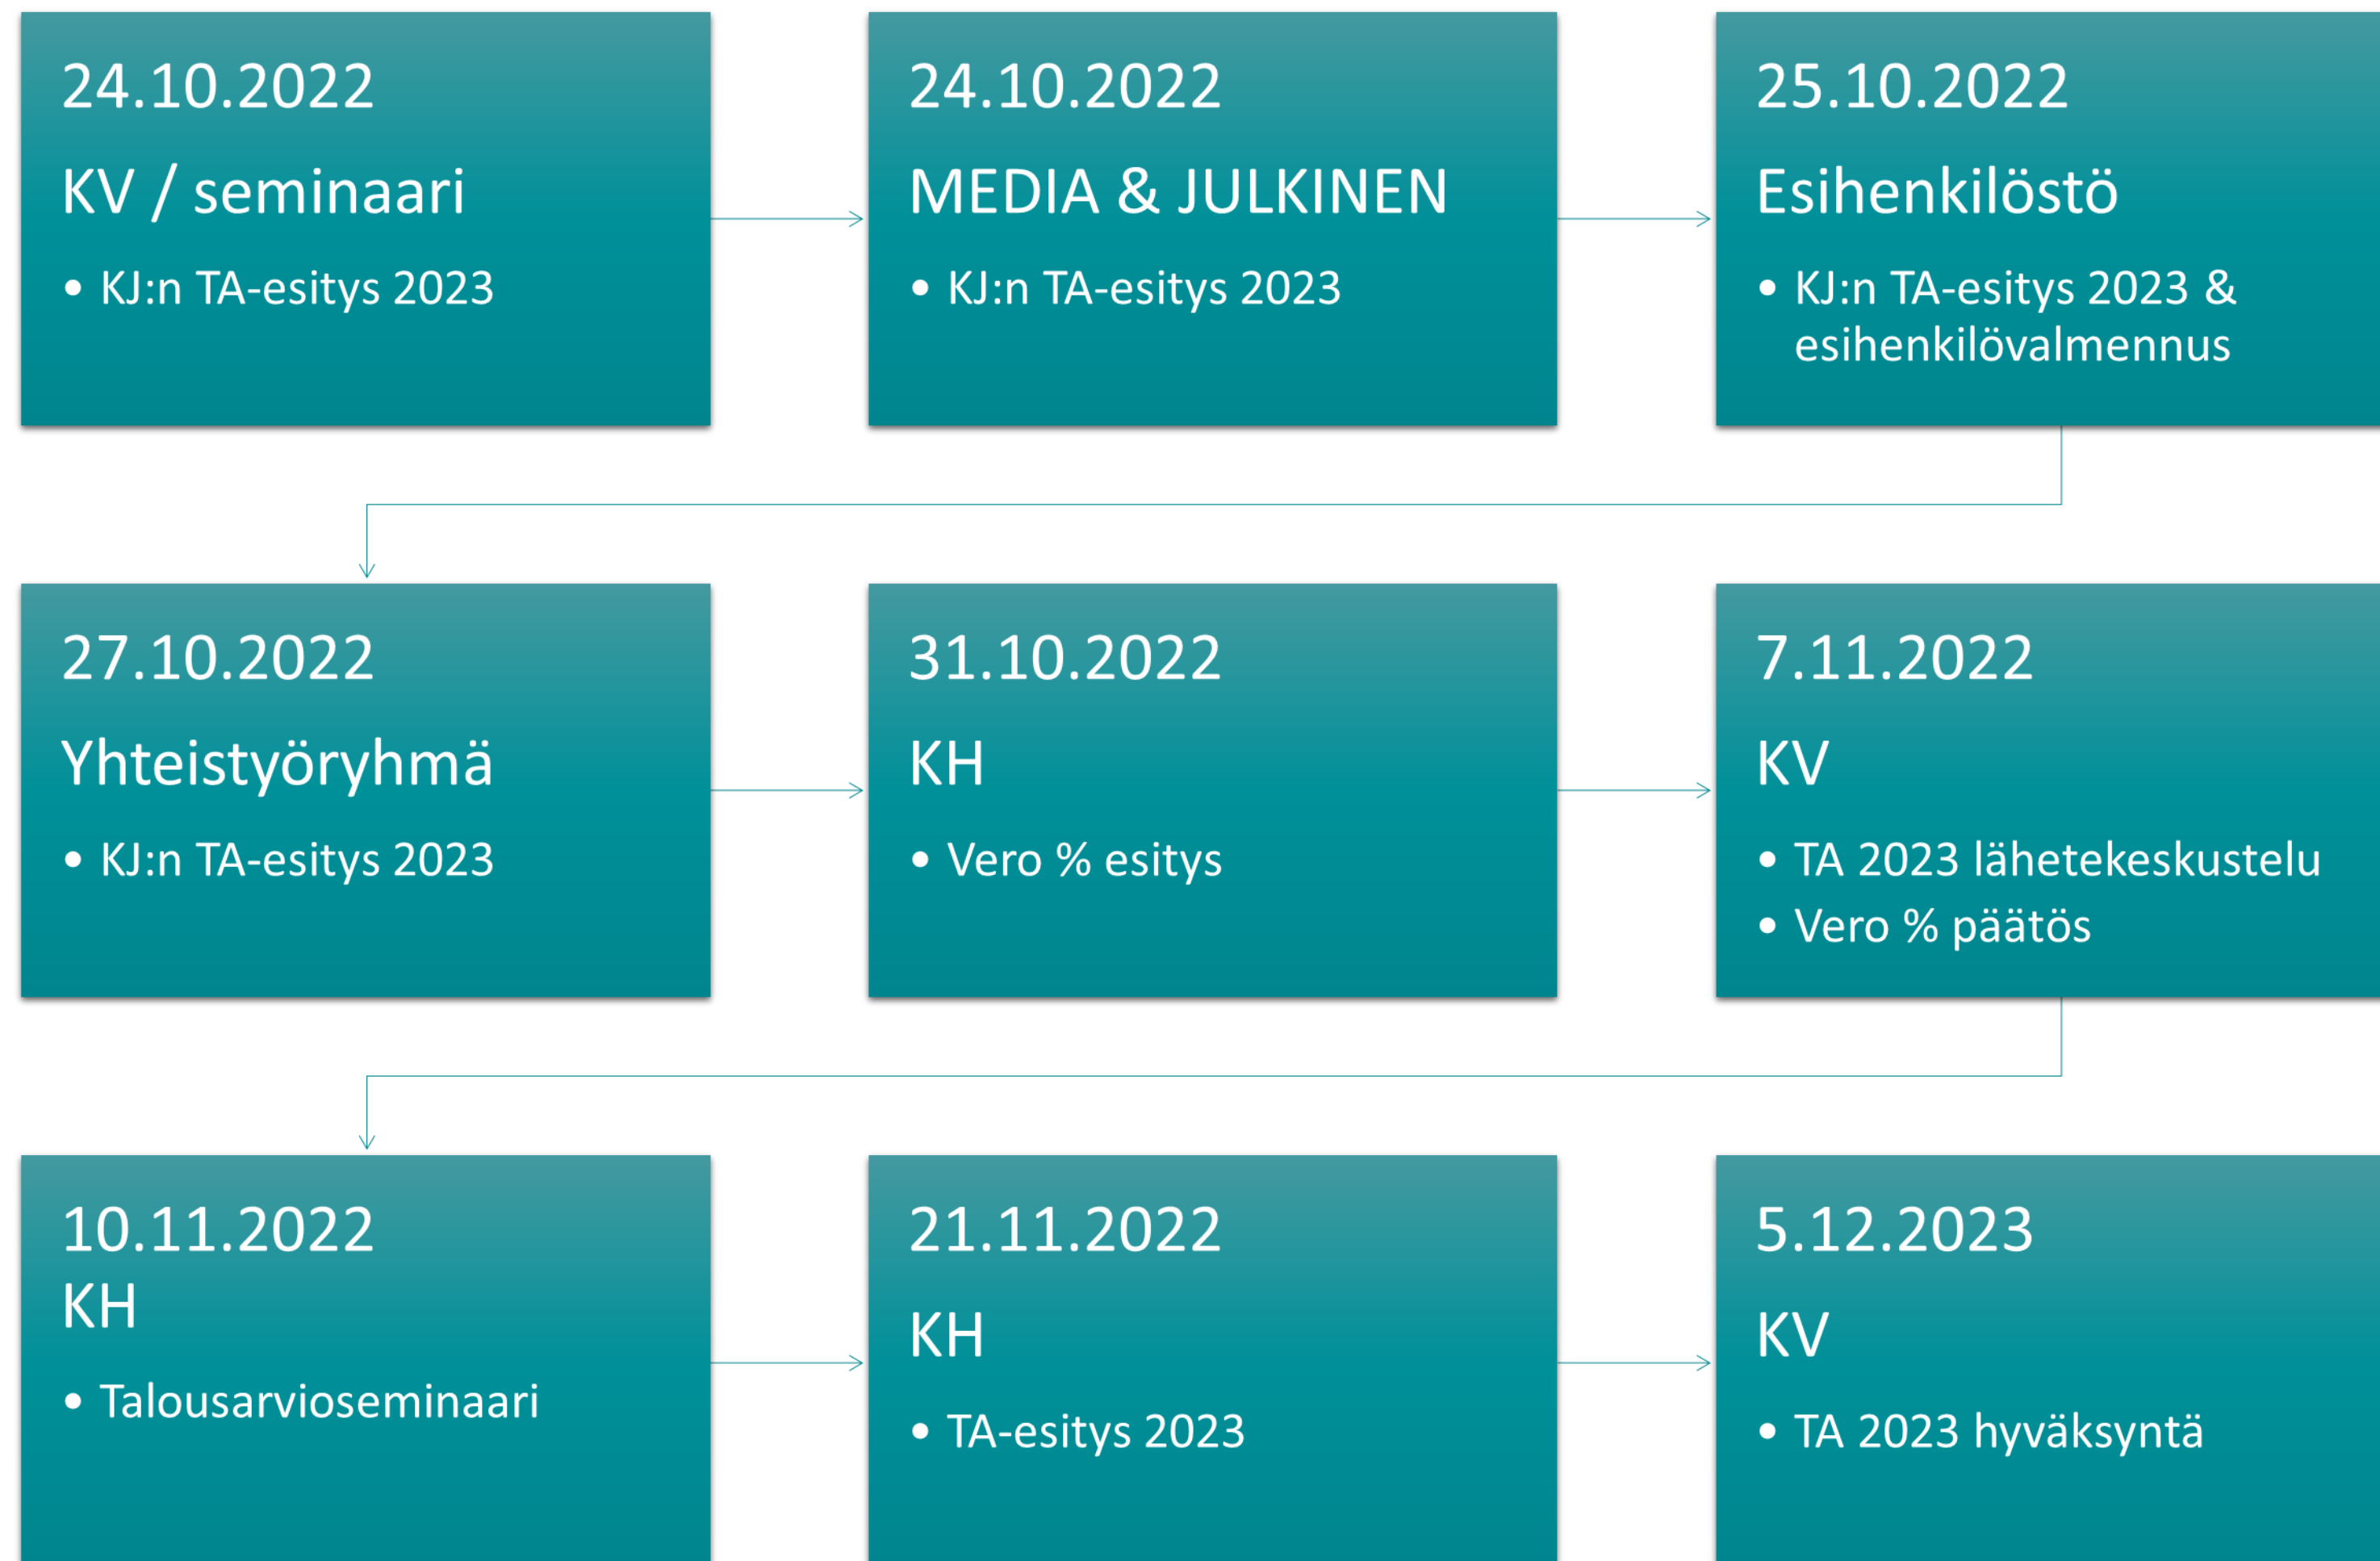 24.10.2022
KV / seminaari
• KJ:n TA-esitys 2023
24.10.2022
MEDIA & JULKINEN
• KJ:n TA-esitys 2023
25.10.2022
Esihenkilöstö
• KJ:n TA-esitys 2023 &
esihenkilövalmennus
27.10.2022
Yhteistyöryhmä
• KJ:n TA-esitys 2023
31.10.2022
KH
• Vero % esitys
7.11.2022
KV
• TA 2023 lähetekeskustelu
• Vero % päätös
10.11.2022
KH
• Talousarvioseminaari
21.11.2022
KH
• TA-esitys 2023
5.12.2023
KV
• TA 2023 hyväksyntä